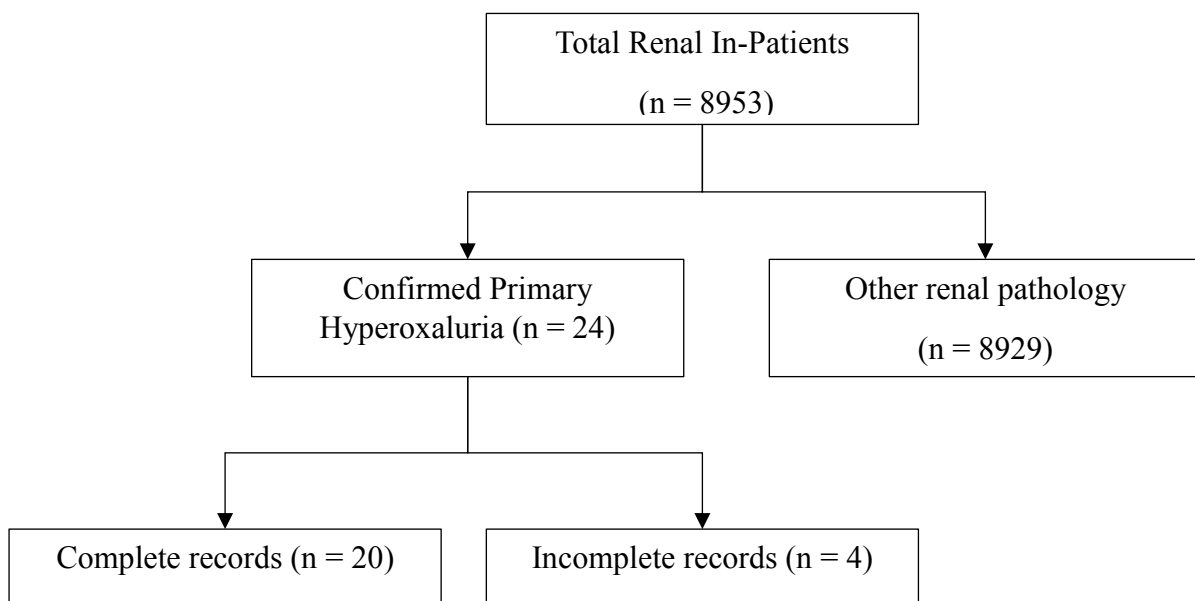 Total Renal In-Patients
(n = 8953)
Confirmed Primary
Hyperoxaluria (n = 24)
Other renal pathology
(n = 8929)
Complete records (n = 20)
Incomplete records (n = 4)